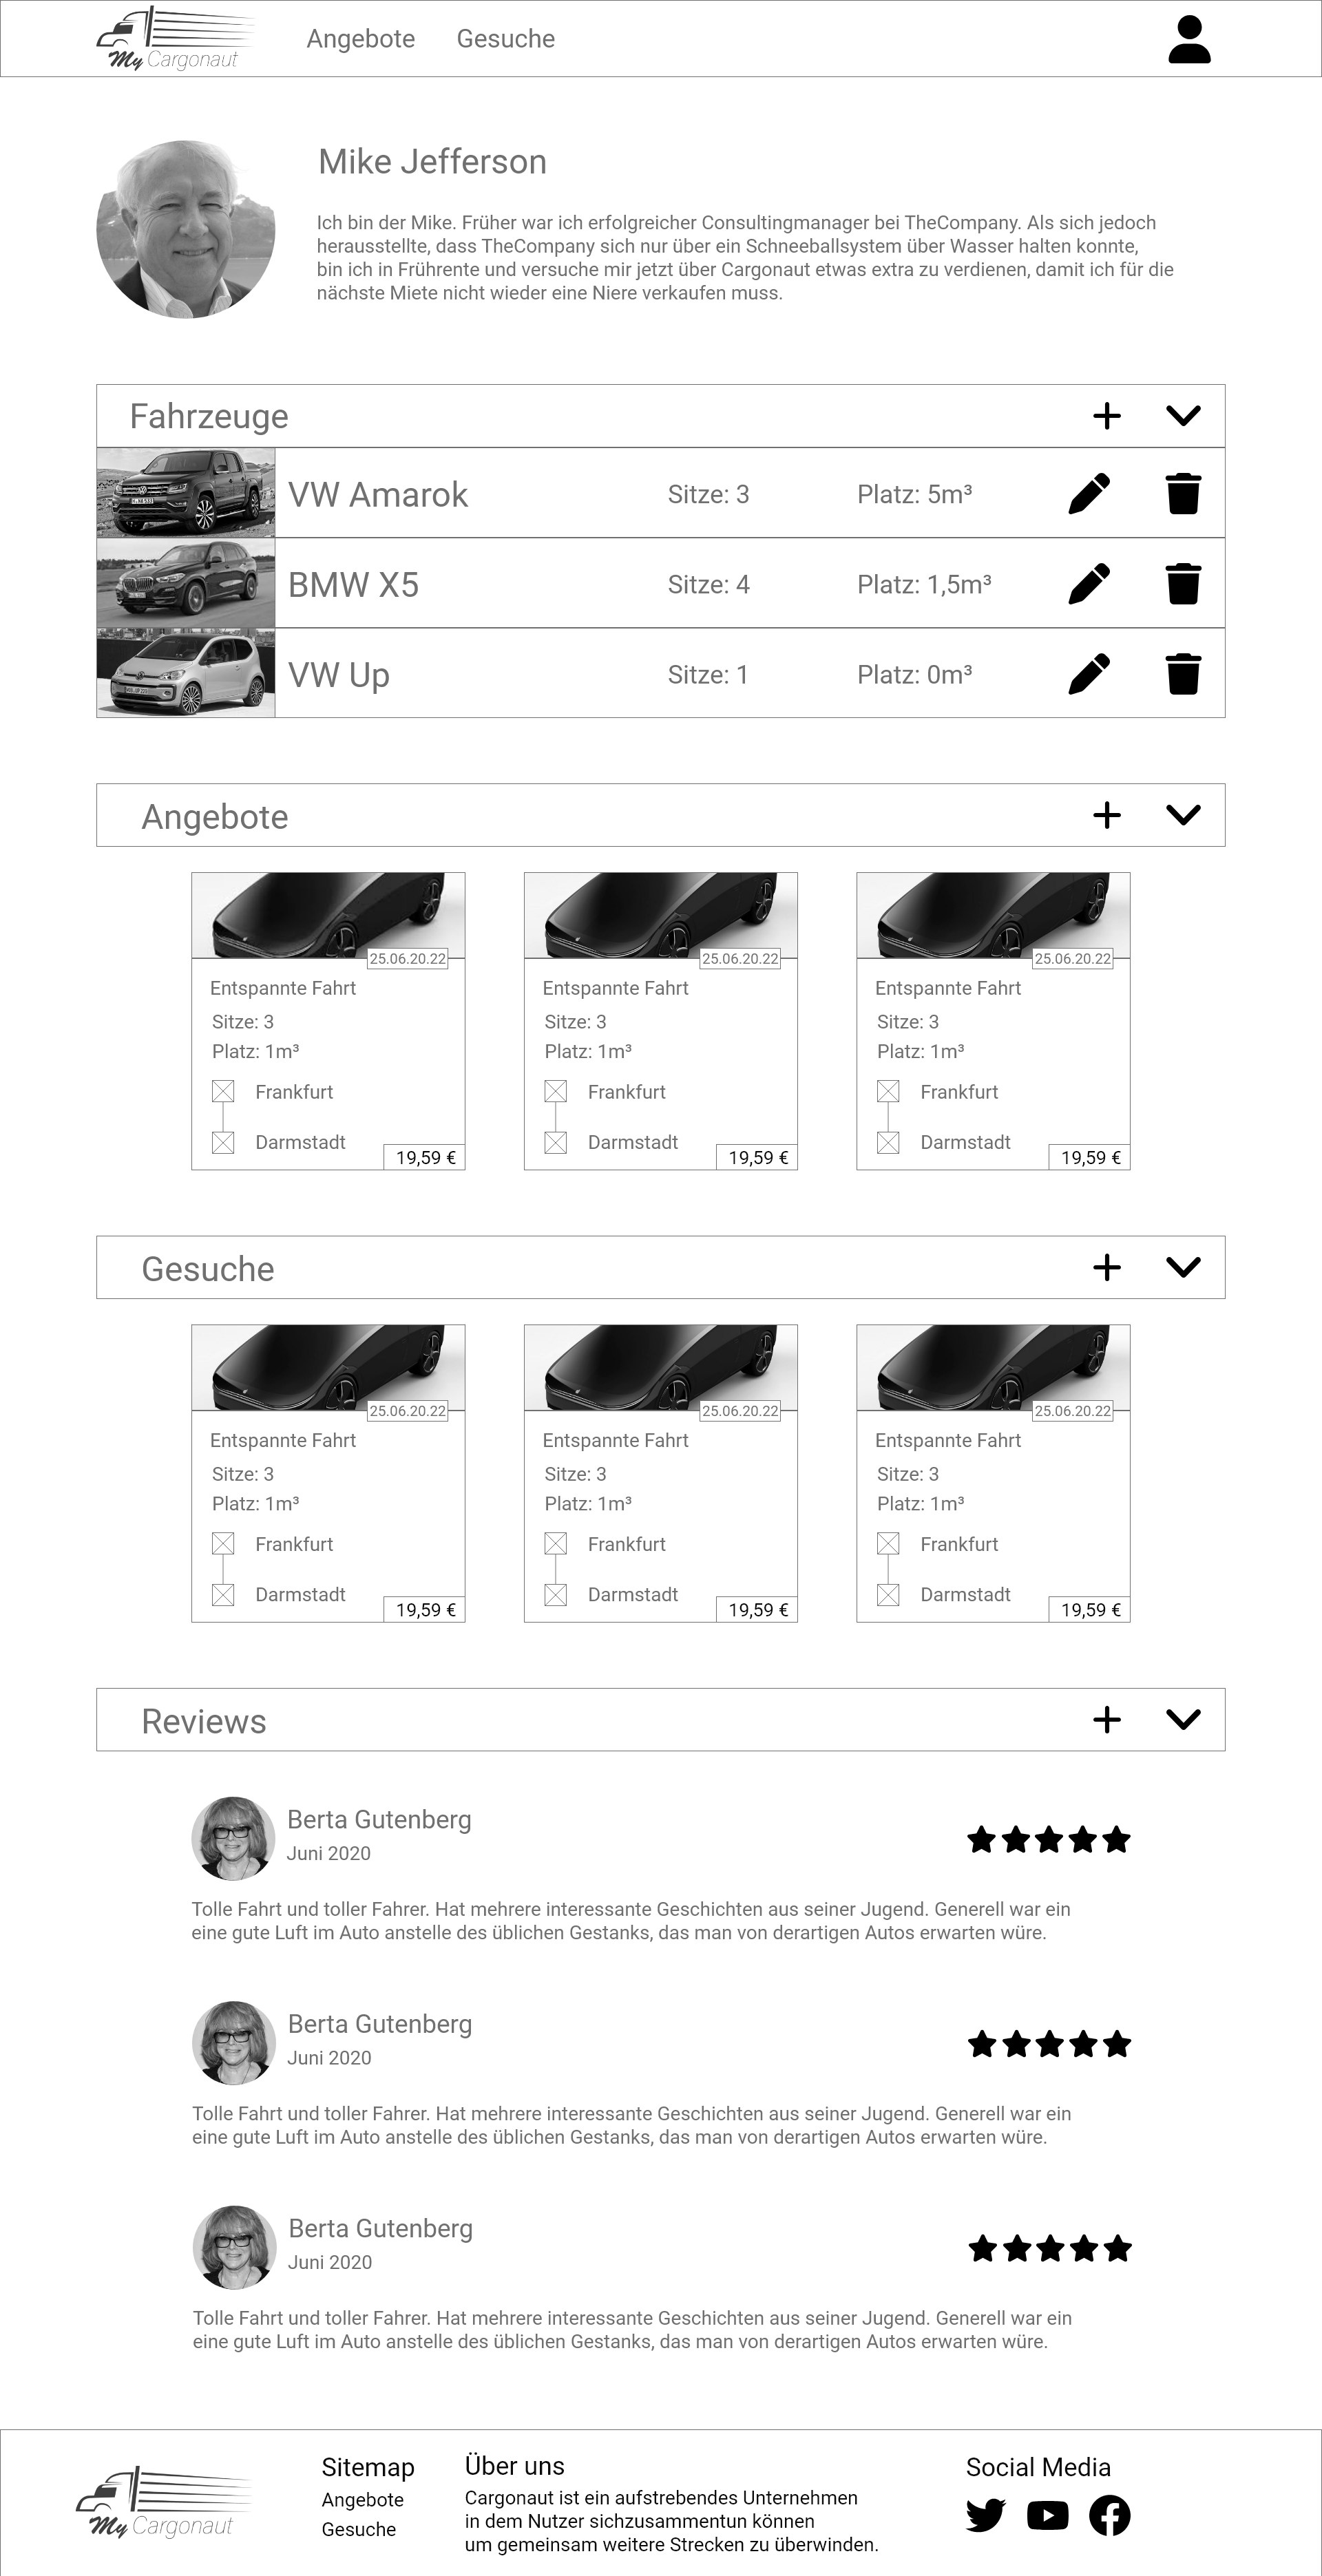 My Cargonaut
Angebote
Gesuche
Mike Jefferson
Ich bin der Mike. Früher war ich erfolgreicher Consultingmanager bei TheCompany. Als sich jedoch
herausstellte, dass TheCompany sich nur über ein Schneeballsystem über Wasser halten konnte,
bin ich in Frührente und versuche mir jetzt über Cargonaut etwas extra zu verdienen, damit ich für die
nächste Miete nicht wieder eine Niere verkaufen muss.
Fahrzeuge
VW Amarok
Sitze: 3
Platz: 5m³
BMW X5
Sitze: 4
Platz: 1,5m³
VW Up
Sitze: 1
Platz: 0m³
Angebote
25.06.20.22
Entspannte Fahrt
Sitze: 3
Platz: 1m³
Frankfurt
Darmstadt
19,59 €
25.06.20.22
Entspannte Fahrt
Sitze: 3
Platz: 1m³
Frankfurt
Darmstadt
19,59 €
25.06.20.22
Entspannte Fahrt
Sitze: 3
Platz: 1m³
Frankfurt
Darmstadt
19,59 €
Gesuche
25.06.20.22
Entspannte Fahrt
Sitze: 3
Platz: 1m³
Frankfurt
Darmstadt
19,59 €
25.06.20.22
Entspannte Fahrt
Sitze: 3
Platz: 1m³
Frankfurt
Darmstadt
19,59 €
25.06.20.22
Entspannte Fahrt
Sitze: 3
Platz: 1m³
Frankfurt
Darmstadt
19,59 €
Reviews
Berta Gutenberg
Juni 2020
Tolle Fahrt und toller Fahrer. Hat mehrere interessante Geschichten aus seiner Jugend. Generell war ein
eine gute Luft im Auto anstelle des üblichen Gestanks, das man von derartigen Autos erwarten würe.
Berta Gutenberg
Juni 2020
Tolle Fahrt und toller Fahrer. Hat mehrere interessante Geschichten aus seiner Jugend. Generell war ein
eine gute Luft im Auto anstelle des üblichen Gestanks, das man von derartigen Autos erwarten würe.
Berta Gutenberg
Juni 2020
Tolle Fahrt und toller Fahrer. Hat mehrere interessante Geschichten aus seiner Jugend. Generell war ein
eine gute Luft im Auto anstelle des üblichen Gestanks, das man von derartigen Autos erwarten würe.
My Cargonaut
Sitemap
Angebote
Gesuche
Über uns
Cargonaut ist ein aufstrebendes Unternehmen
in dem Nutzer sichzusammentun können
um gemeinsam weitere Strecken zu überwinden.
Social Media